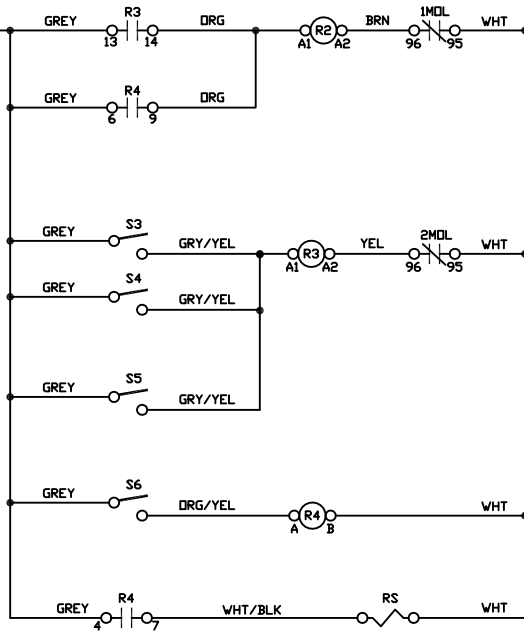 R3 1MOL
GREY ORG R2 BRN WHT
13 14 A1 A2 96 95
R4
GREY ORG
6 9
S3 2MOL
GREY GRY/YEL R3 YEL WHT
A1 A2 96 95
S4
GREY GRY/YEL
S5
GREY GRY/YEL
S6
GREY ORG/YEL R4 WHT
A B
R4 RS
GREY WHT/BLK WHT
4 7